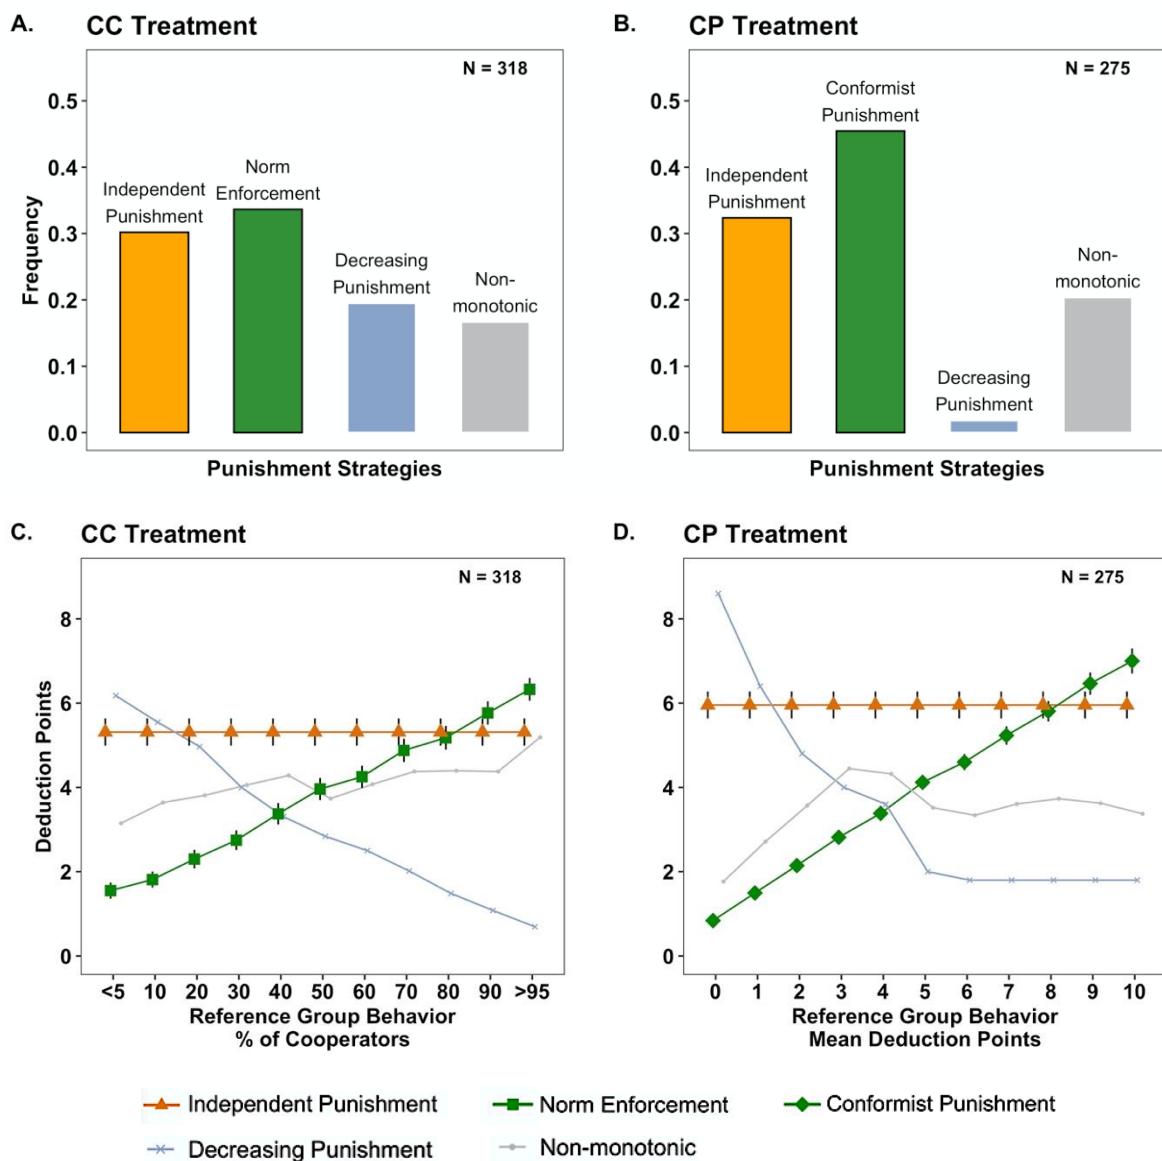 A. CC Treatment
N = 318
Frequency
0.5
0.4
0.3
0.2
0.1
0.0
Independent
Punishment
Norm
Enforcement
Decreasing
Punishment
Non-
monotonic
Punishment Strategies
B. CP Treatment
N = 275
0.5
0.4
0.3
0.2
0.1
0.0
Independent
Punishment
Conformist
Punishment
Decreasing
Punishment
Non-
monotonic
Punishment Strategies
C. CC Treatment
N = 318
Deduction Points
8
6
4
2
0
<5 10 20 30 40 50 60 70 80 90 >95
Reference Group Behavior
% of Cooperators
D. CP Treatment
N = 275
8
6
4
2
0
0 1 2 3 4 5 6 7 8 9 10
Reference Group Behavior
Mean Deduction Points
Independent Punishment Norm Enforcement Conformist Punishment
Decreasing Punishment Non-monotonic